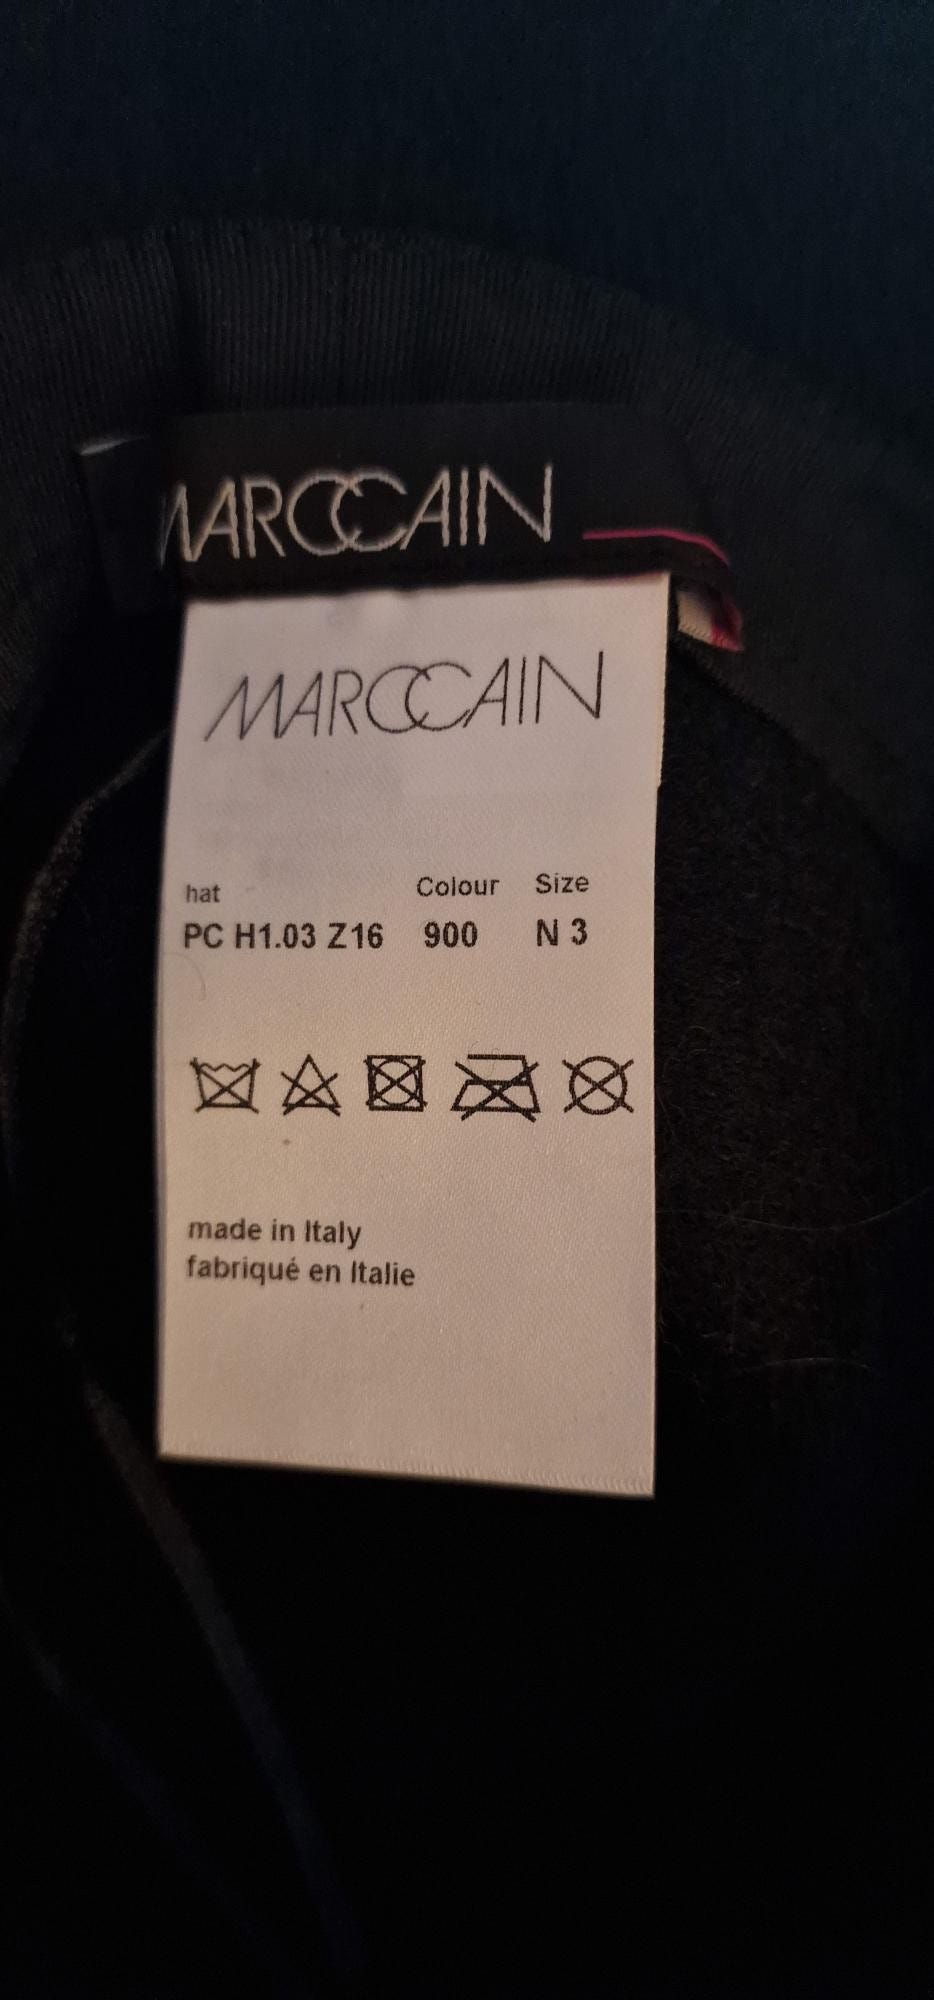 MARCCAIN
MARCCAIN
hat Colour Size
PC H1.03 Z16 900 N 3
made in Italy
fabriqué en Italie